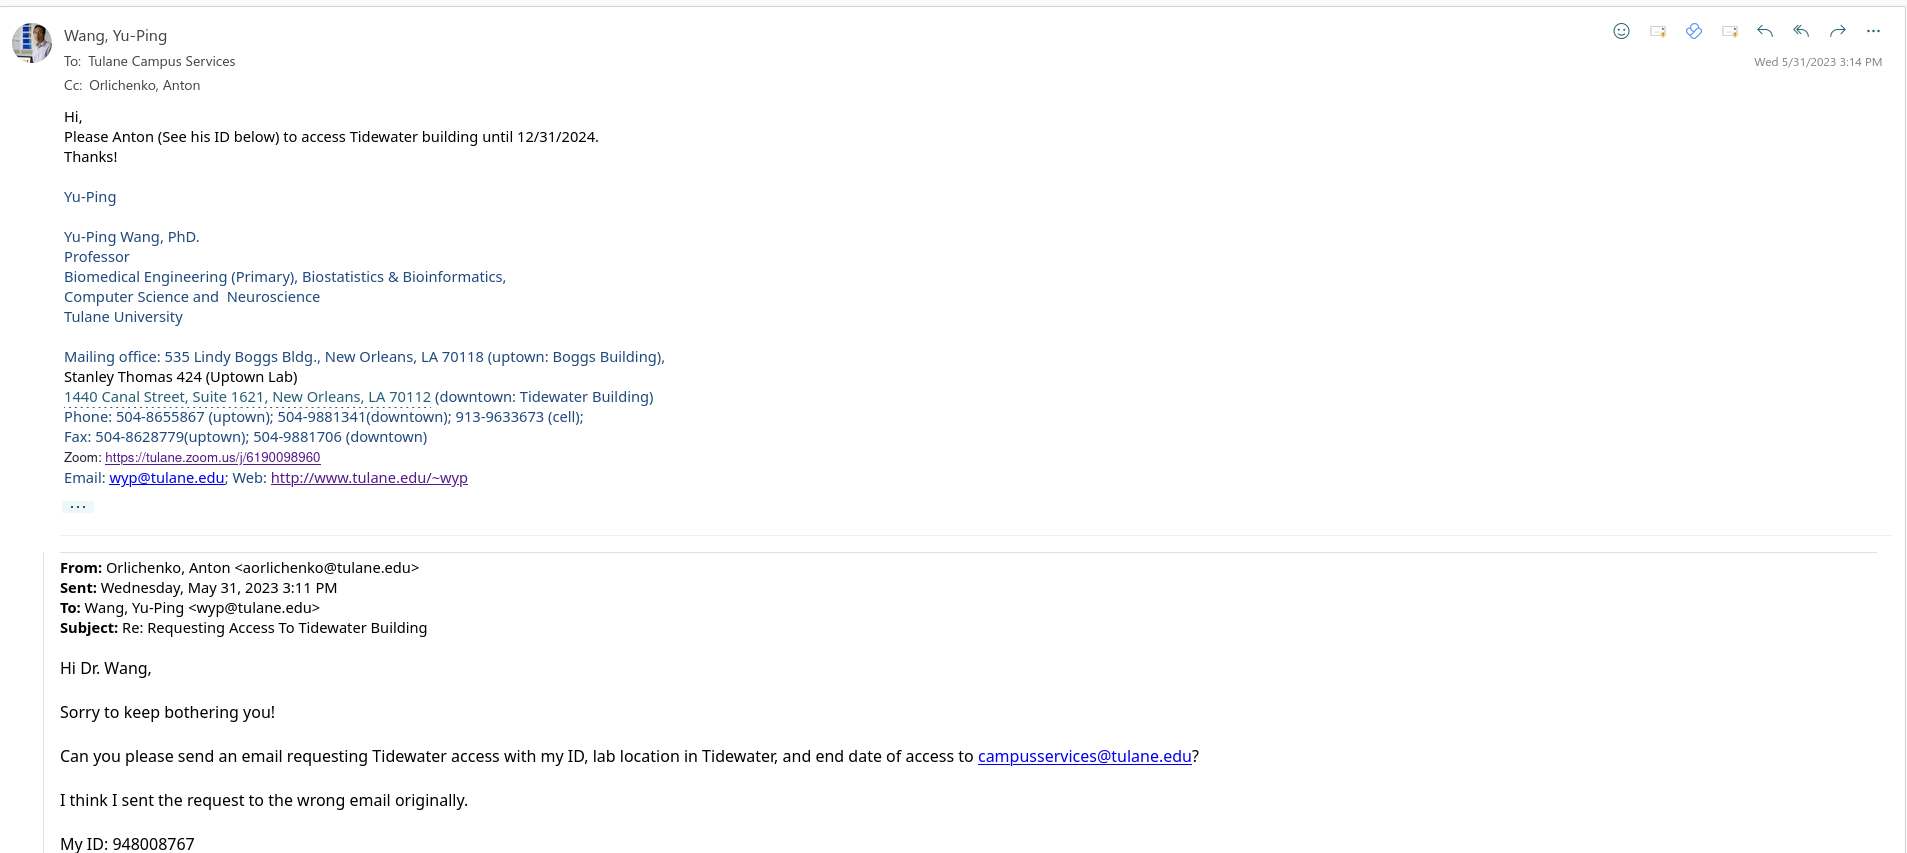 Wang, Yu-Ping
To: Tulane Campus Services
Cc: Orlichenko, Anton
Wed 5/31/2023 3:14 PM
Hi,
Please Anton (See his ID below) to access Tidewater building until 12/31/2024.
Thanks!
Yu-Ping
Yu-Ping Wang, PhD.
Professor
Biomedical Engineering (Primary), Biostatistics & Bioinformatics,
Computer Science and  Neuroscience
Tulane University
Mailing office: 535 Lindy Boggs Bldg., New Orleans, LA 70118 (uptown: Boggs Building),
Stanley Thomas 424 (Uptown Lab)
1440 Canal Street, Suite 1621, New Orleans, LA 70112 (downtown: Tidewater Building)
Phone: 504-8655867 (uptown); 504-9881341(downtown); 913-9633673 (cell);
Fax: 504-8628779(uptown); 504-9881706 (downtown)
Zoom: https://tulane.zoom.us/j/6190098960
Email: wyp@tulane.edu; Web: http://www.tulane.edu/~wyp
...
From: Orlichenko, Anton <aorlichenko@tulane.edu>
Sent: Wednesday, May 31, 2023 3:11 PM
To: Wang, Yu-Ping <wyp@tulane.edu>
Subject: Re: Requesting Access To Tidewater Building
Hi Dr. Wang,
Sorry to keep bothering you!
Can you please send an email requesting Tidewater access with my ID, lab location in Tidewater, and end date of access to campusservices@tulane.edu?
I think I sent the request to the wrong email originally.
My ID: 948008767